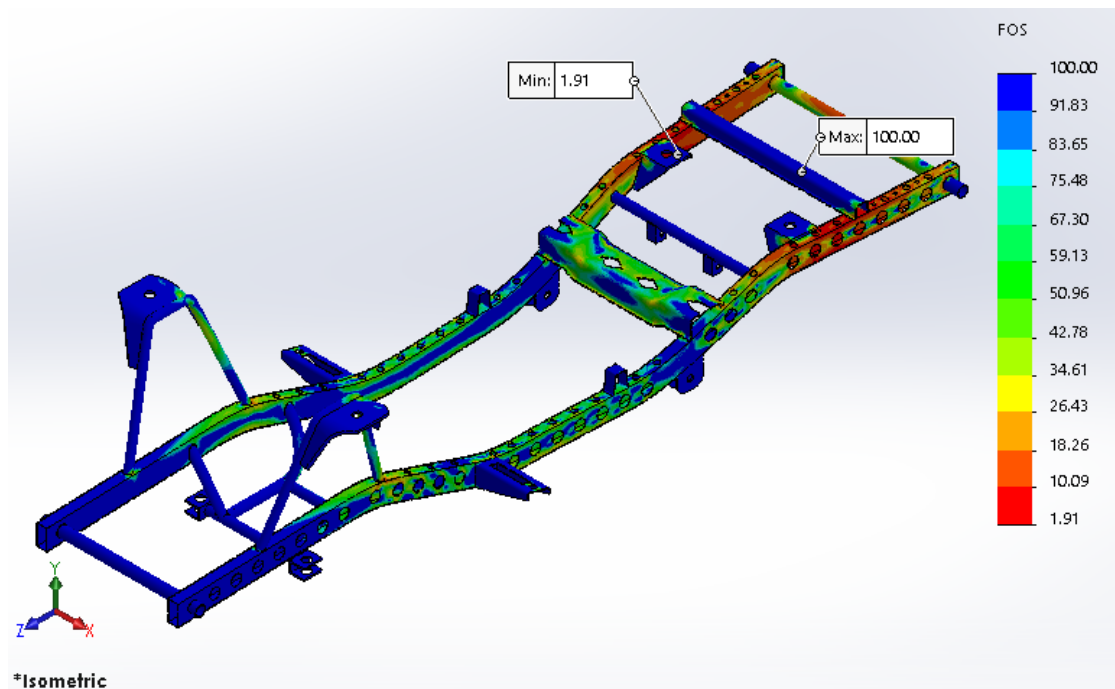 FOS
Min: 1.91
Max: 100.00
100.00
91.83
83.65
75.48
67.30
59.13
50.96
42.78
34.61
26.43
18.26
10.09
1.91
Y
Z
X
*Isometric